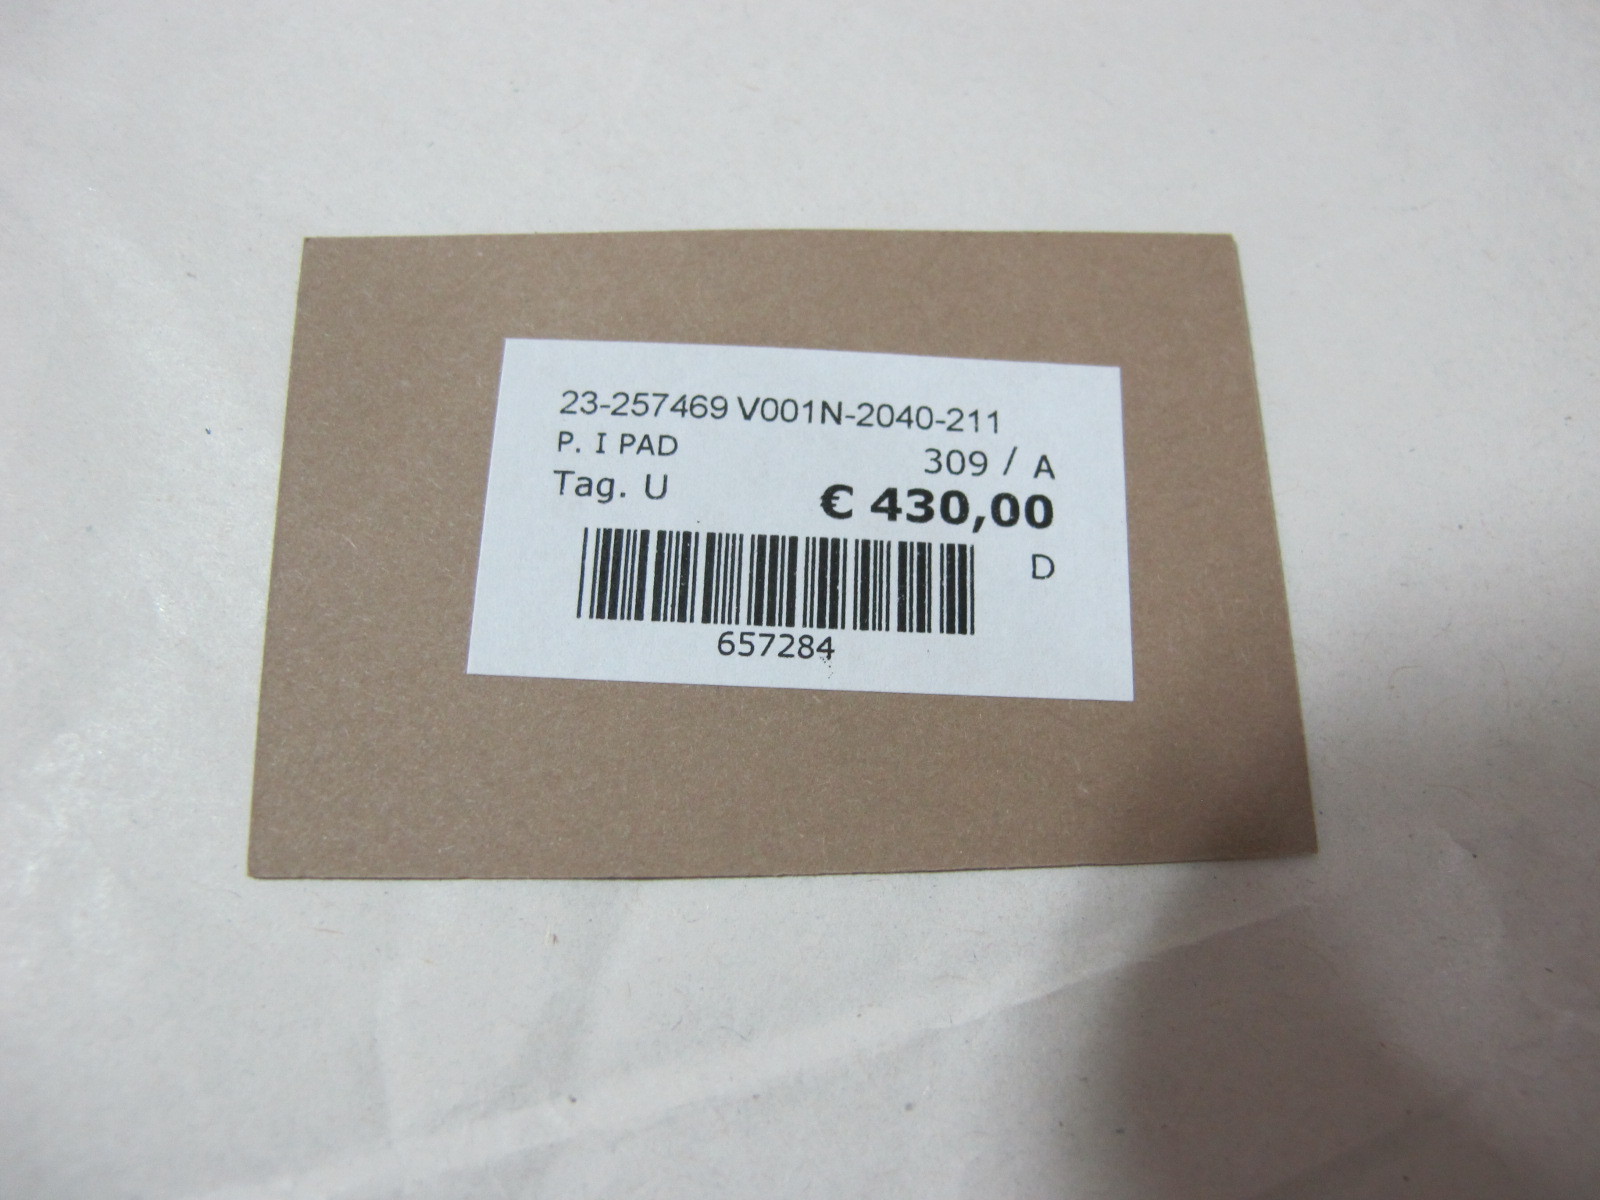 23-257469 V001N-2040-211
P. I PAD
309 / A
Tag. U
€ 430,00
D
657284